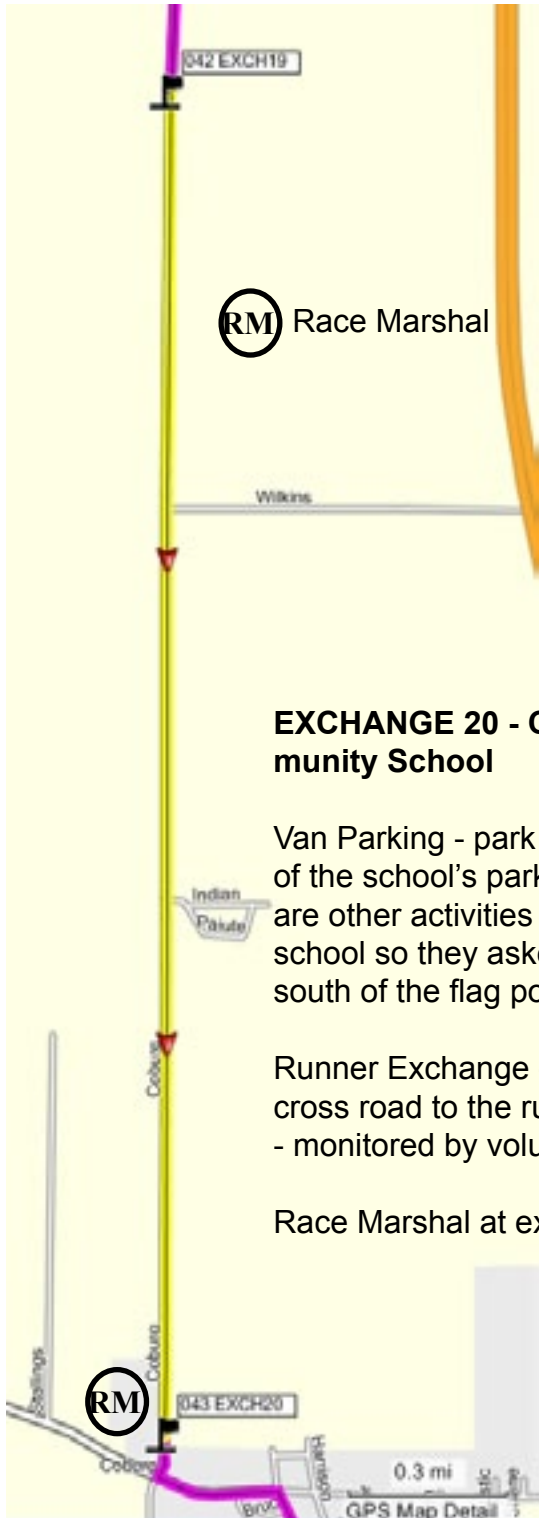 042 EXCH19
RM Race Marshal
Wilkins
EXCHANGE 20 - C
munity School
Van Parking - park
of the school's park
are other activities
school so they aske
south of the flag po
Indian
Paiute
Coburg
Runner Exchange
cross road to the ru
- monitored by volu
Race Marshal at ex
Coburg
Stallings
RM
043 EXCH20
Coburg
Harrison
0.3 mi
GPS Map Detail